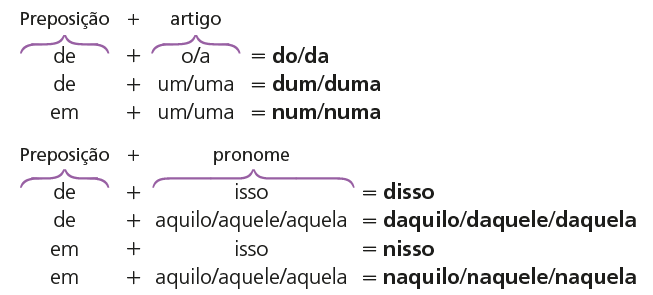 Preposição + artigo
de + o/a = do/da
de + um/uma = dum/duma
em + um/uma = num/numa
Preposição + pronome
de + isso = disso
de + aquilo/aquele/aquela = daquilo/daquele/daquela
em + isso = nisso
em + aquilo/aquele/aquela = naquilo/naquele/naquela